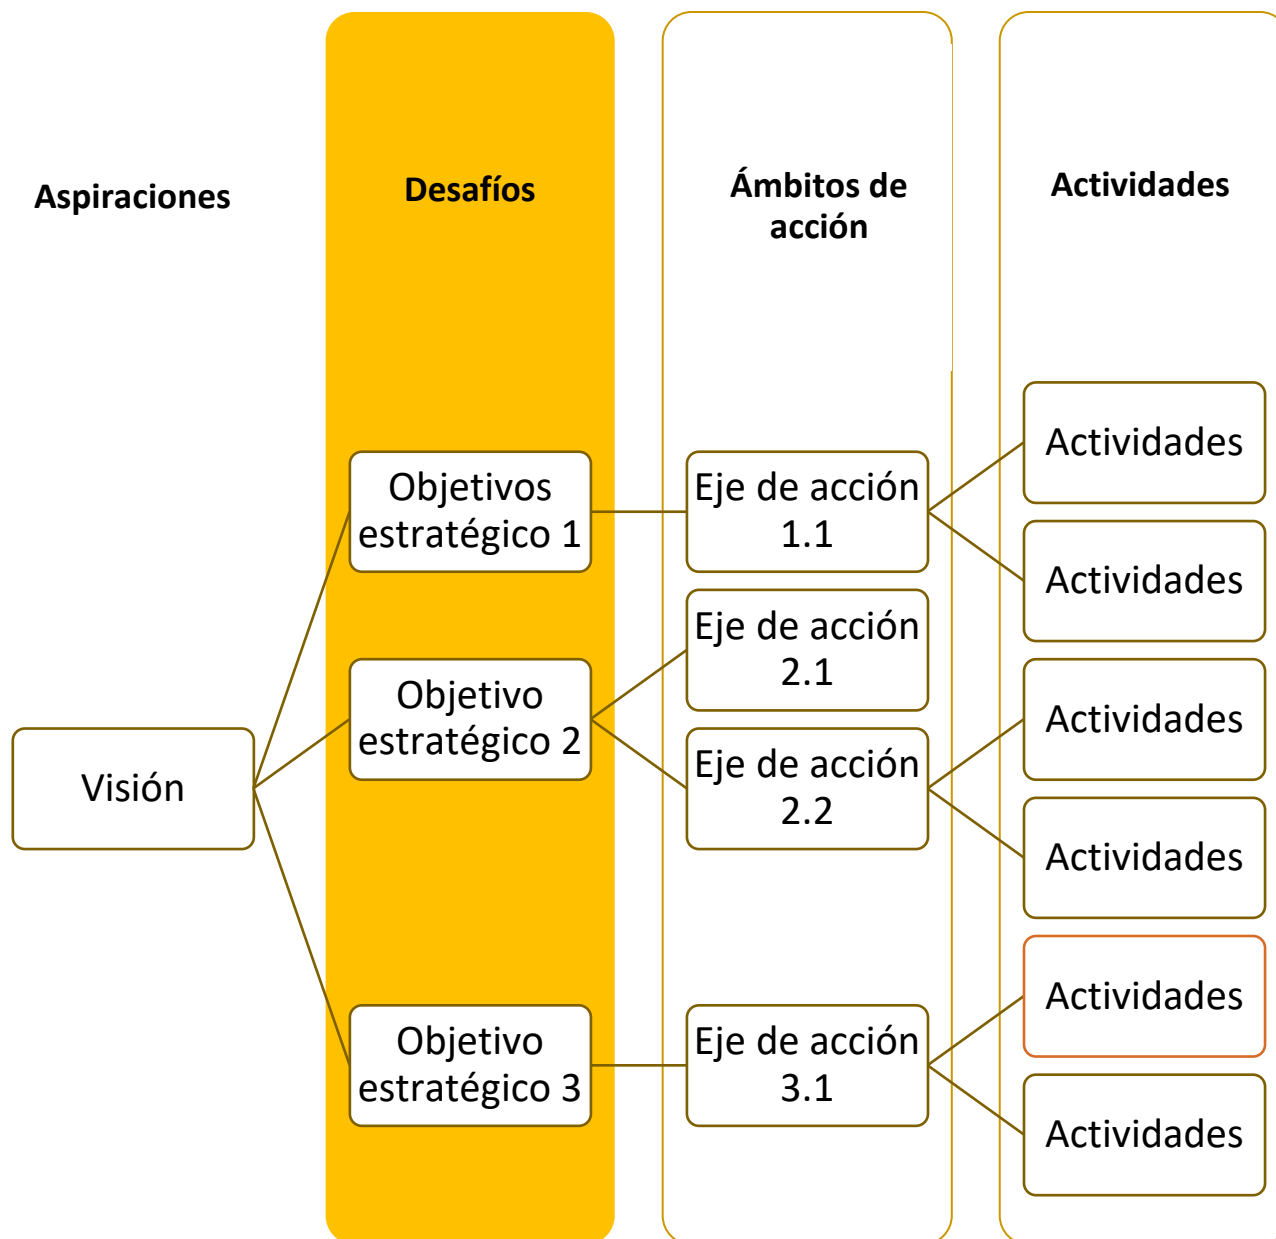 Aspiraciones
Desafíos
Ámbitos de
acción
Actividades
Visión
Objetivos
estratégico 1
Objetivo
estratégico 2
Objetivo
estratégico 3
Eje de acción
1.1
Eje de acción
2.1
Eje de acción
2.2
Eje de acción
3.1
Actividades
Actividades
Actividades
Actividades
Actividades
Actividades